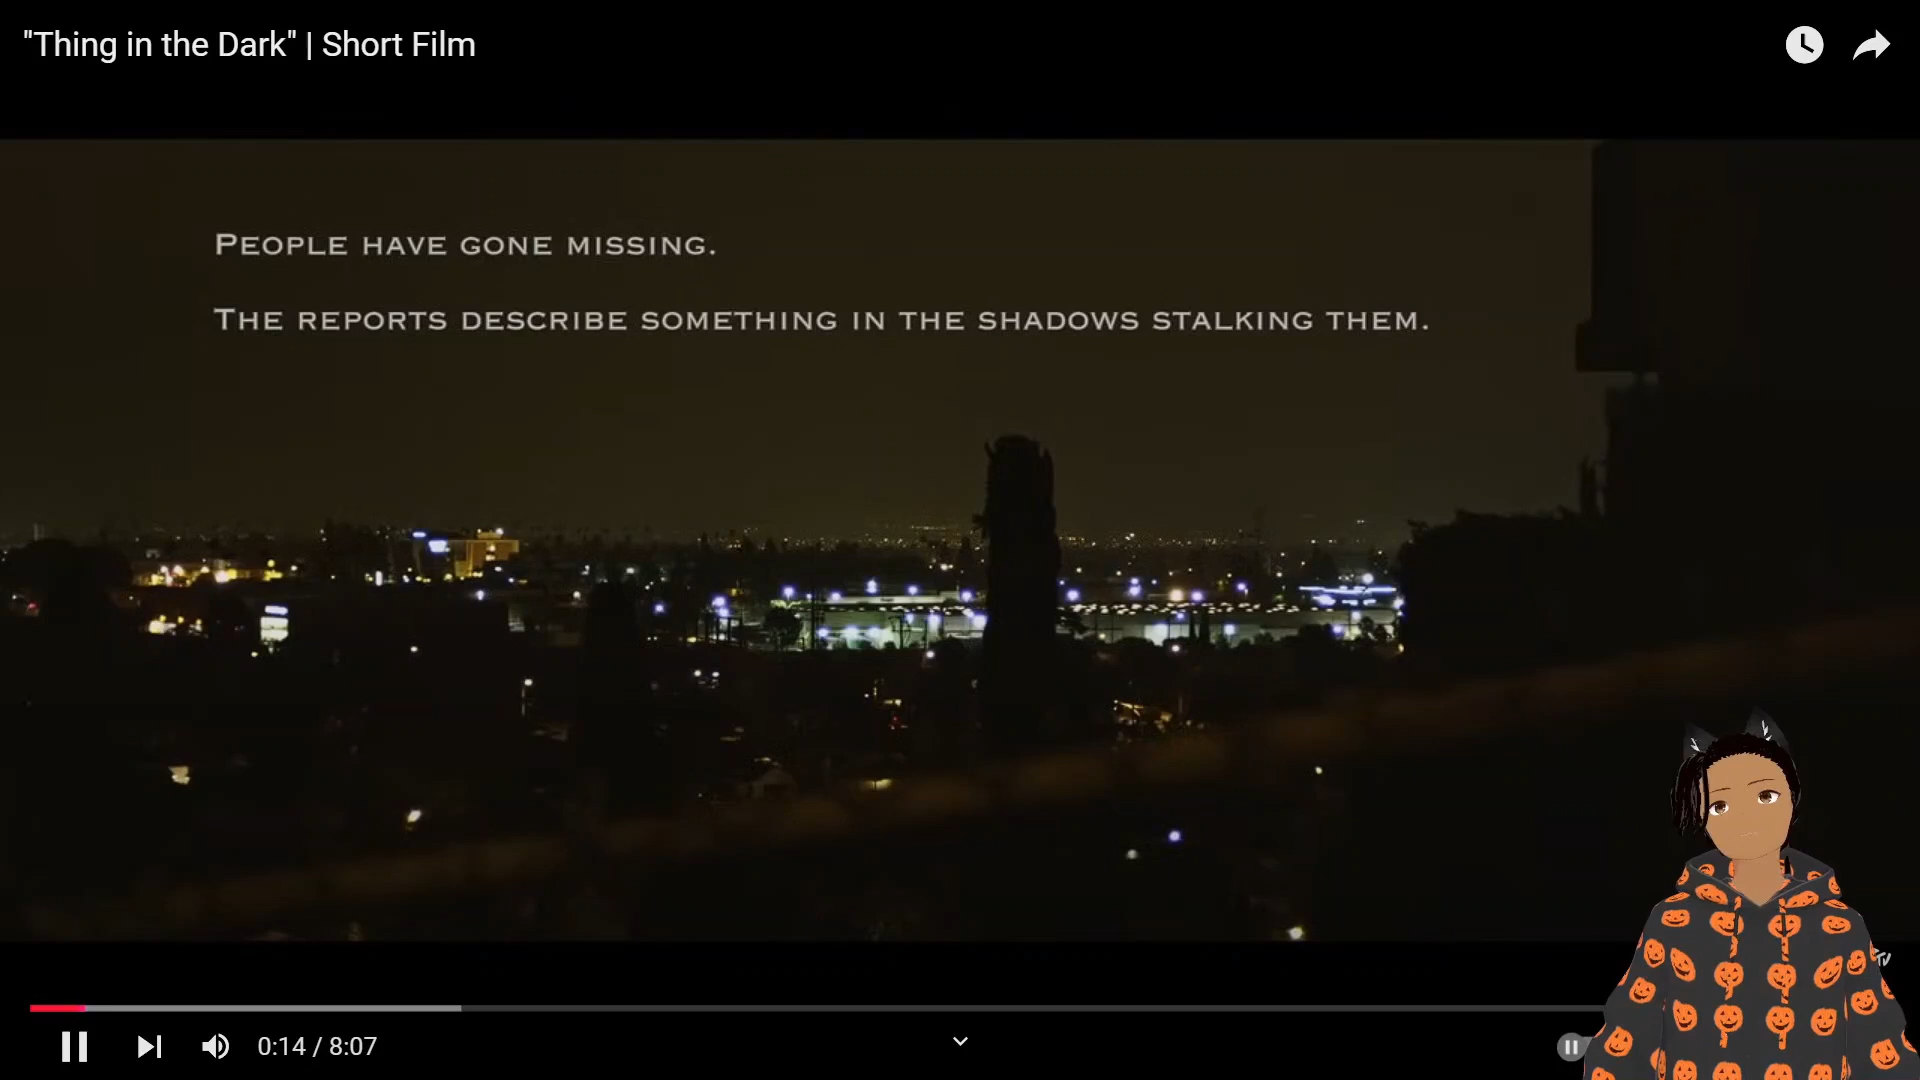 "Thing in the Dark" | Short Film
PEOPLE HAVE GONE MISSING.
THE REPORTS DESCRIBE SOMETHING IN THE SHADOWS STALKING THEM.
0:14 / 8:07